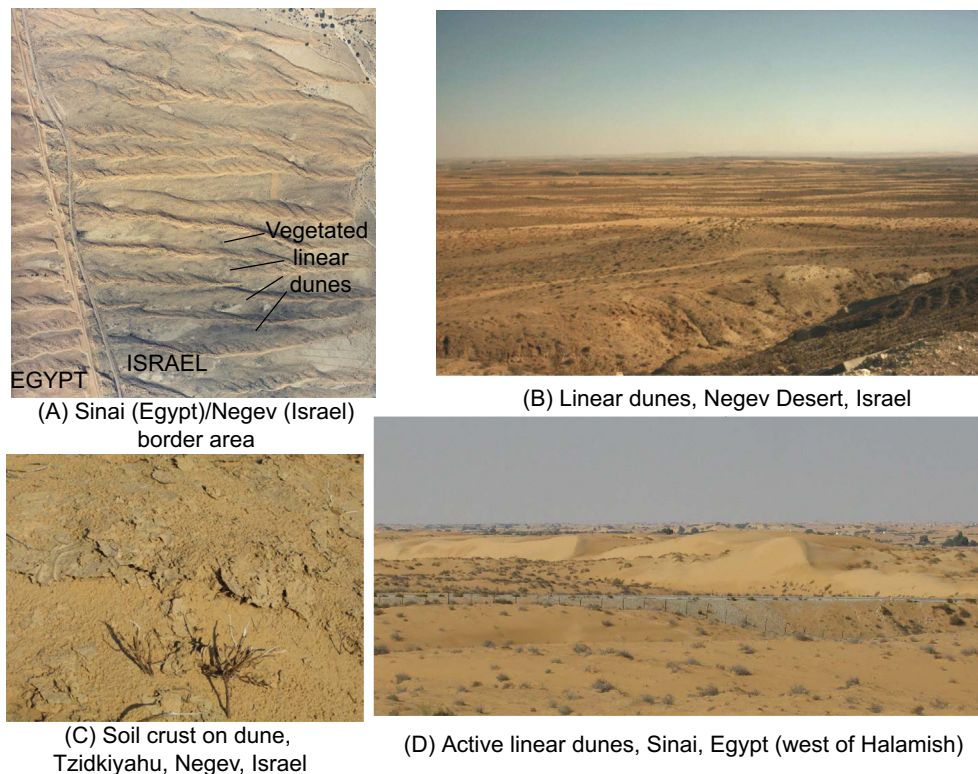 Vegetated
linear
dunes
EGYPT
ISRAEL
(A) Sinai (Egypt)/Negev (Israel)
border area
(B) Linear dunes, Negev Desert, Israel
(C) Soil crust on dune,
Tzidkiyahu, Negev, Israel
(D) Active linear dunes, Sinai, Egypt (west of Halamish)